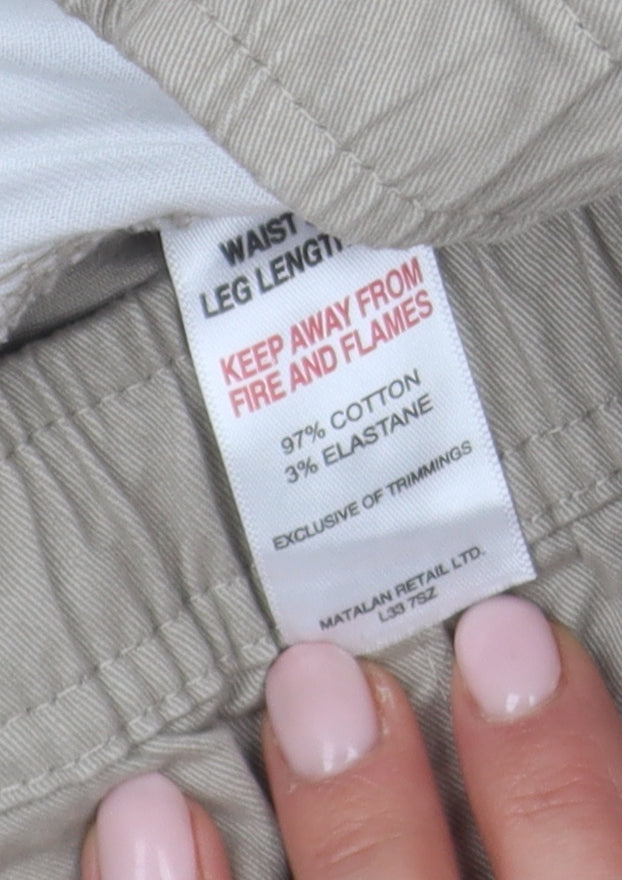 WAIST
LEG LENGTH
KEEP AWAY FROM
FIRE AND FLAMES
97% COTTON
3% ELASTANE
EXCLUSIVE OF TRIMMINGS
MATALAN RETAIL LTD.
L33 7SZ